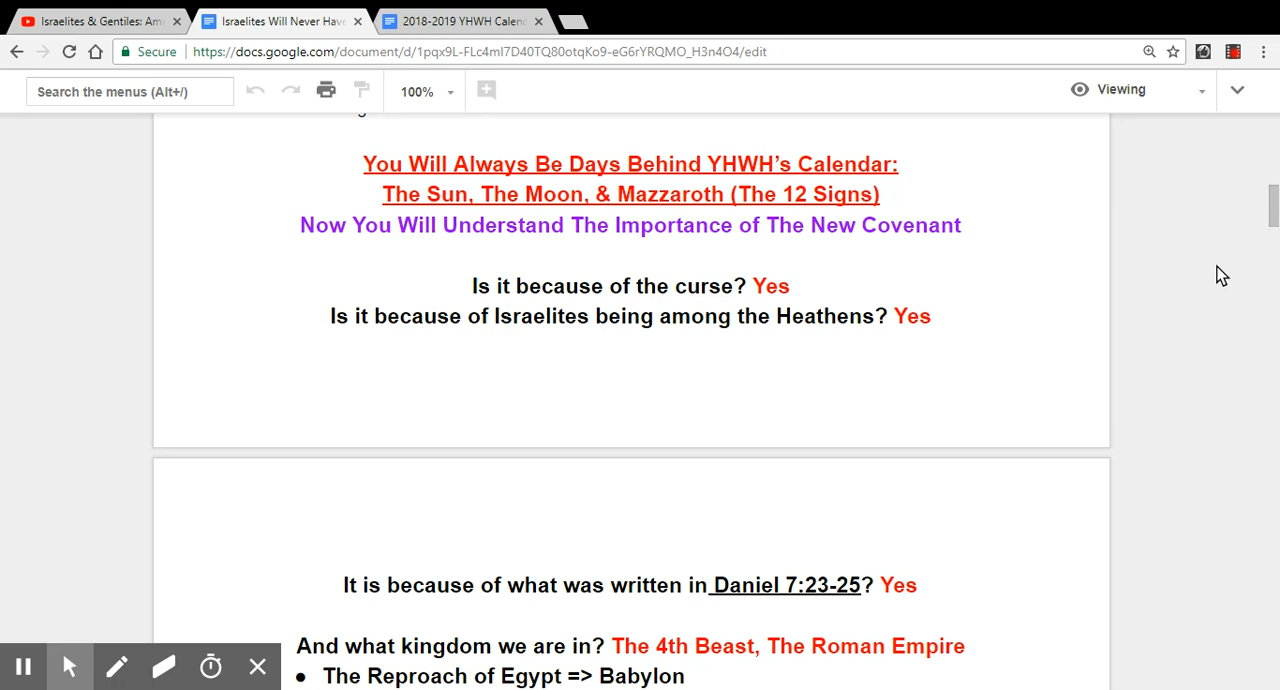 Israelites & Gentiles: Am
Israelites Will Never Hav
2018-2019 YHWH Calen
Secure
https://docs.google.com/document/d/1pqx9L-FLc4ml7D40TQ80otqKo9-eG6rYRQMO_H3n4O4/edit
Search the menus (Alt+/)
100%
Viewing
You Will Always Be Days Behind YHWH's Calendar:
The Sun, The Moon, & Mazzaroth (The 12 Signs)
Now You Will Understand The Importance of The New Covenant
Is it because of the curse? Yes
Is it because of Israelites being among the Heathens? Yes
It is because of what was written in Daniel 7:23-25? Yes
And what kingdom we are in? The 4th Beast, The Roman Empire
● The Reproach of Egypt => Babylon